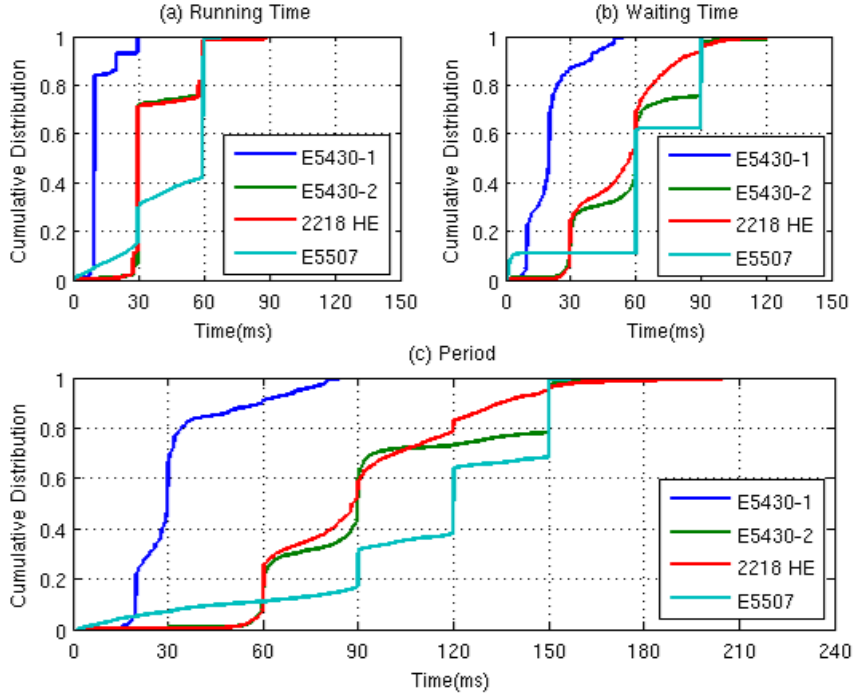 (a) Running Time
Cumulative Distribution
1
0.8
0.6
0.4
0.2
0
0 30 60 90 120 150
Time(ms)
E5430-1
E5430-2
2218 HE
E5507
(b) Waiting Time
Cumulative Distribution
1
0.8
0.6
0.4
0.2
0
0 30 60 90 120 150
Time(ms)
E5430-1
E5430-2
2218 HE
E5507
(c) Period
Cumulative Distribution
1
0.8
0.6
0.4
0.2
0
0 30 60 90 120 150 180 210 240
Time(ms)
E5430-1
E5430-2
2218 HE
E5507